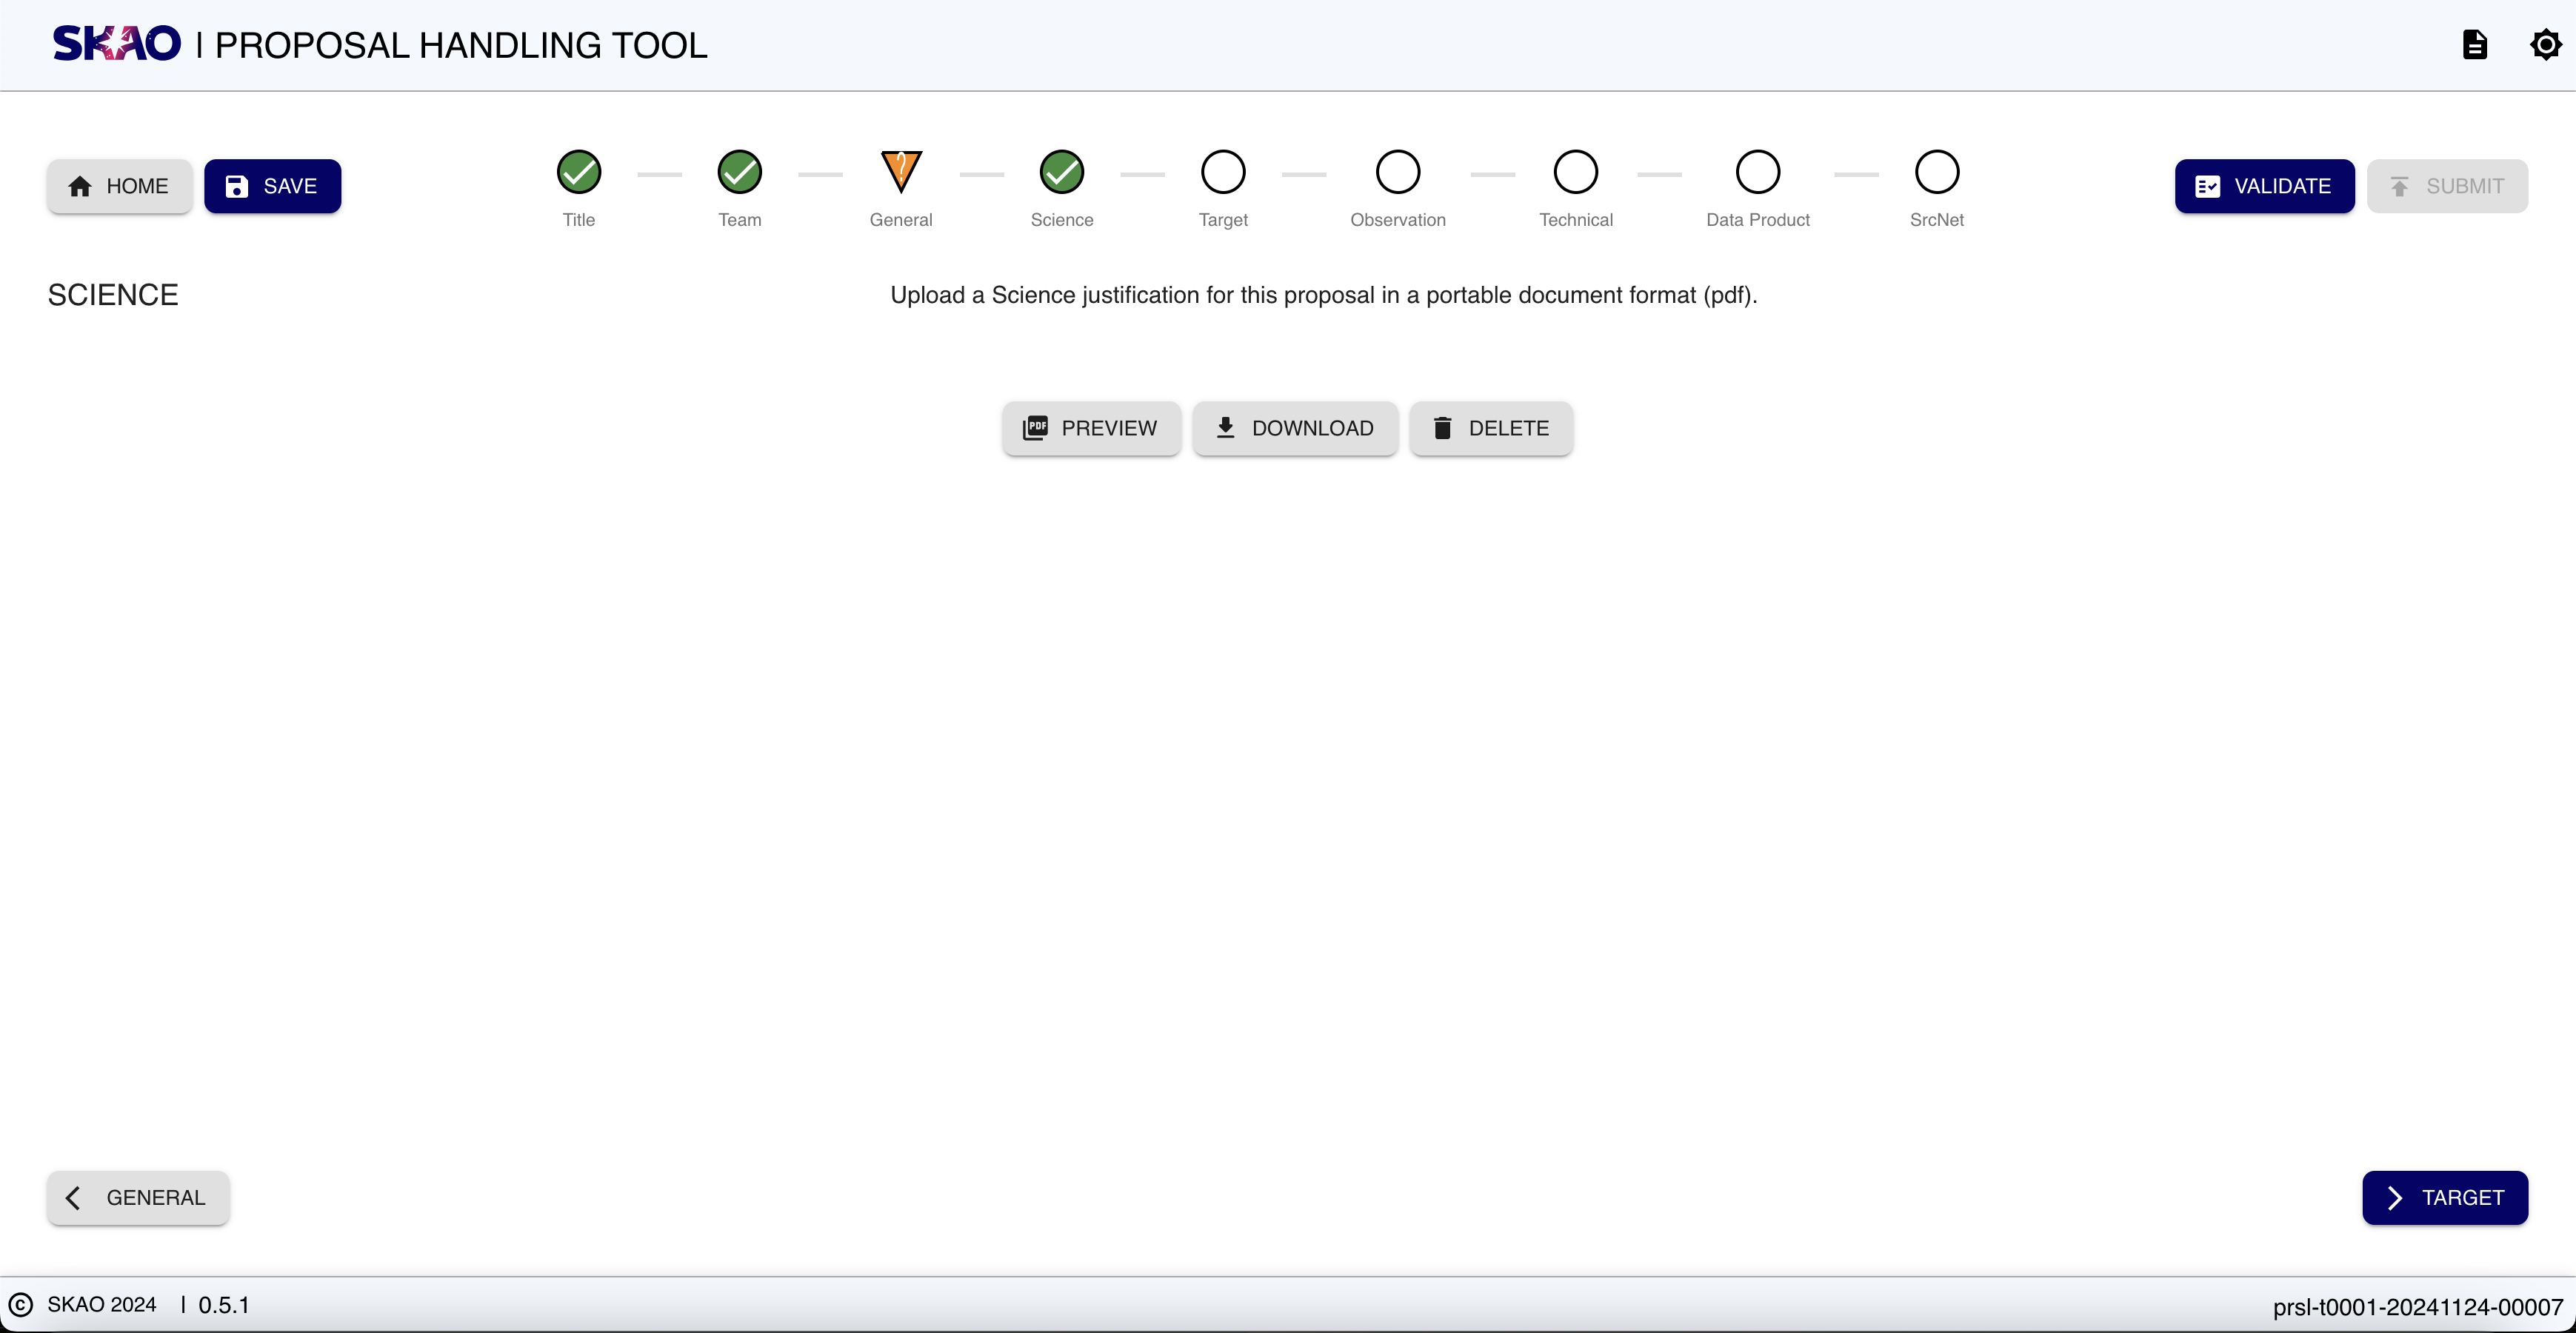 SKAO | PROPOSAL HANDLING TOOL
HOME
SAVE
?
Title
Team
General
Science
Target
Observation
Technical
Data Product
SrcNet
VALIDATE
SUBMIT
SCIENCE
Upload a Science justification for this proposal in a portable document format (pdf).
PDF PREVIEW
DOWNLOAD
DELETE
GENERAL
TARGET
© SKAO 2024 | 0.5.1
prsl-t0001-20241124-00007